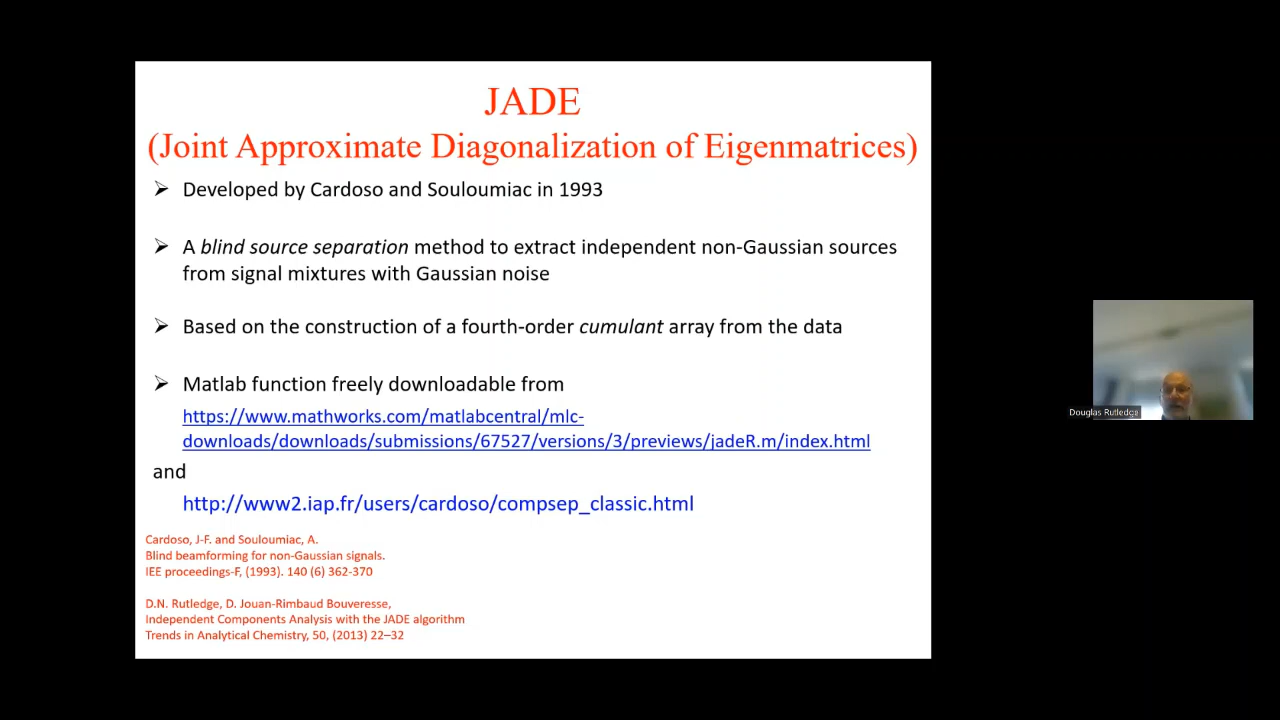 JADE
(Joint Approximate Diagonalization of Eigenmatrices)
➢ Developed by Cardoso and Souloumiac in 1993
➢ A blind source separation method to extract independent non-Gaussian sources
from signal mixtures with Gaussian noise
➢ Based on the construction of a fourth-order cumulant array from the data
➢ Matlab function freely downloadable from
https://www.mathworks.com/matlabcentral/mlc-
downloads/downloads/submissions/67527/versions/3/previews/jadeR.m/index.html
and
http://www2.iap.fr/users/cardoso/compsep_classic.html
Cardoso, J-F. and Souloumiac, A.
Blind beamforming for non-Gaussian signals.
IEE proceedings-F, (1993). 140 (6) 362-370
D.N. Rutledge, D. Jouan-Rimbaud Bouveresse,
Independent Components Analysis with the JADE algorithm
Trends in Analytical Chemistry, 50, (2013) 22–32
Douglas Rutledge